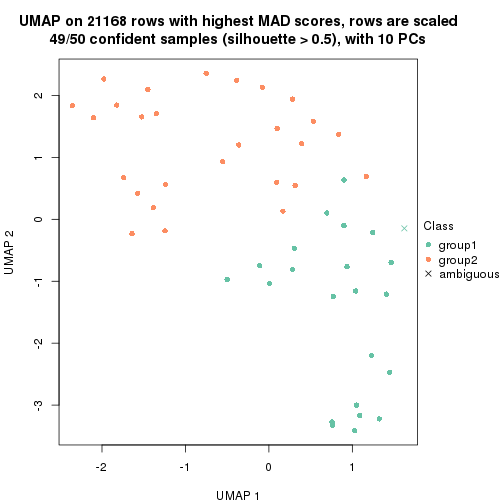 UMAP on 21168 rows with highest MAD scores, rows are scaled
49/50 confident samples (silhouette > 0.5), with 10 PCs
2
1
0
-1
-2
-3
UMAP 2
-2
-1
0
1
UMAP 1
Class
group1
group2
ambiguous